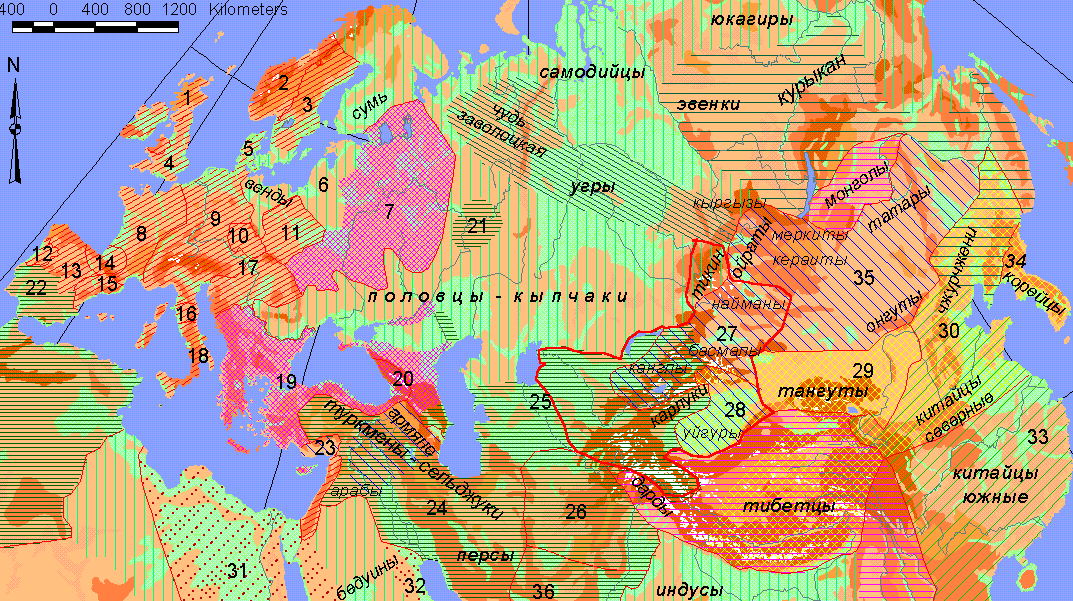 400 0 400 800 1200 Kilometers
N
юкагиры
самодийцы
курыкан
эвенки
сумь
чудь
заволоцкая
угры
венды
кыргызы
монголы
татары
меркиты
кераиты
ойраты
тикин
найманы
половцы - кыпчаки
онгуты
чжурчжени
корейцы
басмалы
канглы
карлуки
уйгуры
тангуты
китайцы
северные
китайцы
южные
туркмены - сельджуки
армяне
арабы
дарды
тибетцы
персы
бедуины
индусы
1
2
3
4
5
6
7
8
9
10
11
12
13
14
15
16
17
18
19
20
21
22
23
24
25
26
27
28
29
30
31
32
33
34
35
36